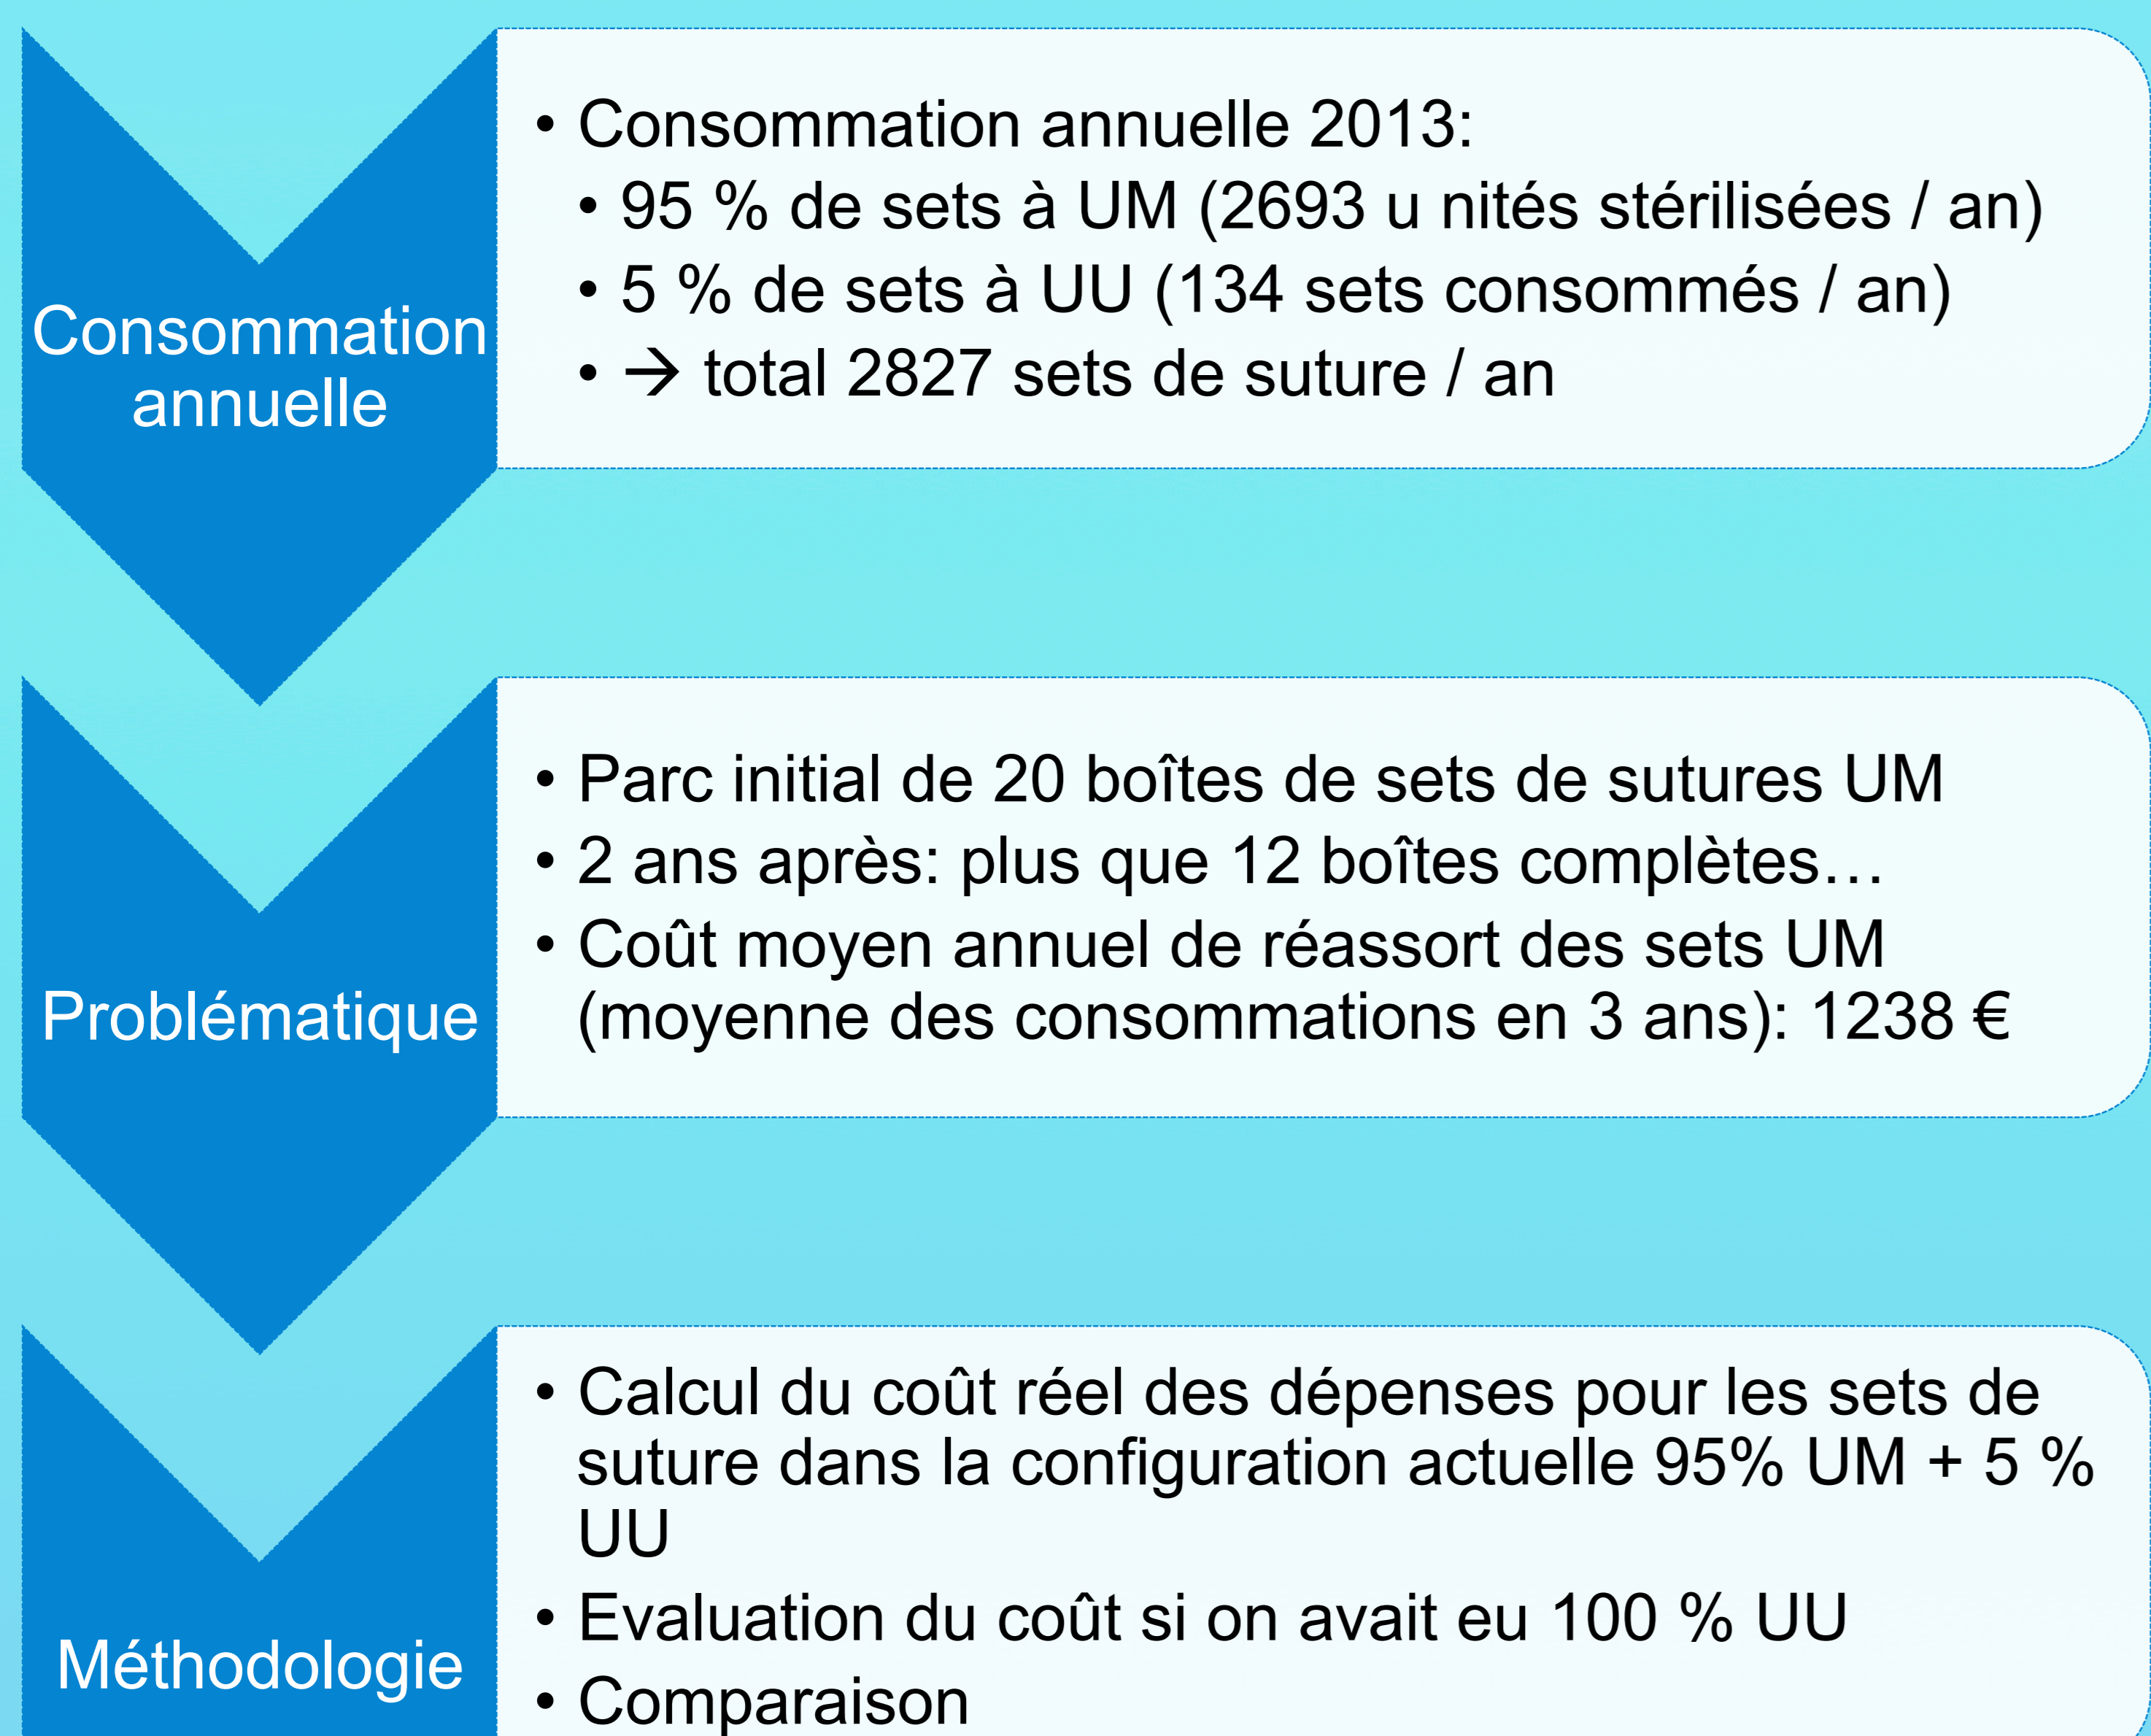 Consommation
annuelle
• Consommation annuelle 2013:
• 95 % de sets à UM (2693 u nités stérilisées / an)
• 5 % de sets à UU (134 sets consommés / an)
• → total 2827 sets de suture / an
Problématique
• Parc initial de 20 boîtes de sets de sutures UM
• 2 ans après: plus que 12 boîtes complètes…
• Coût moyen annuel de réassort des sets UM
(moyenne des consommations en 3 ans): 1238 €
Méthodologie
• Calcul du coût réel des dépenses pour les sets de
suture dans la configuration actuelle 95% UM + 5 %
UU
• Evaluation du coût si on avait eu 100 % UU
• Comparaison